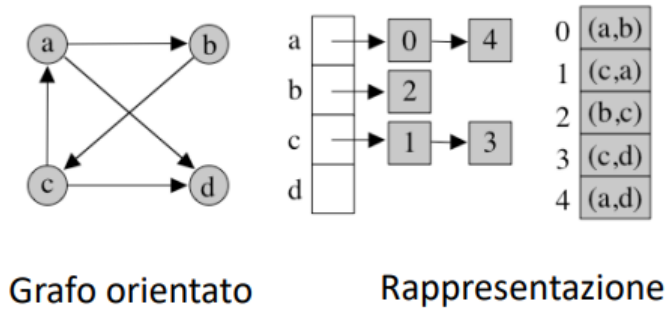 a b
c d
a 0 4
b 2
c 1 3
d
0 (a,b)
1 (c,a)
2 (b,c)
3 (c,d)
4 (a,d)
Grafo orientato
Rappresentazione